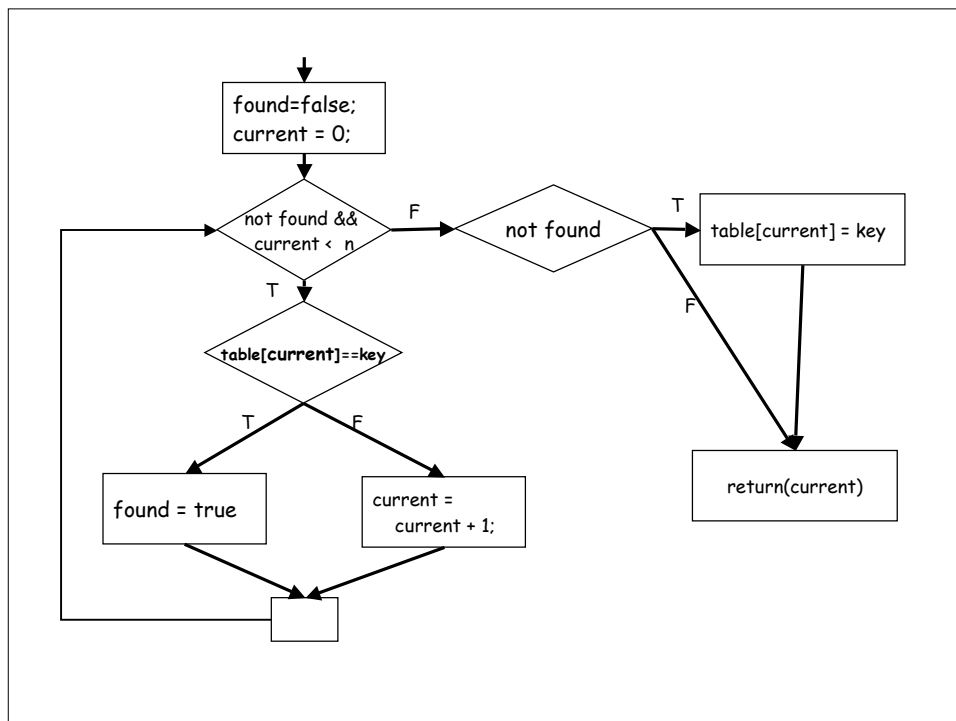 found=false;
current = 0;
not found &&
current < n
F
not found
T
table[current] = key
T
F
table[current]==key
T
F
found = true
current =
current + 1;
return(current)